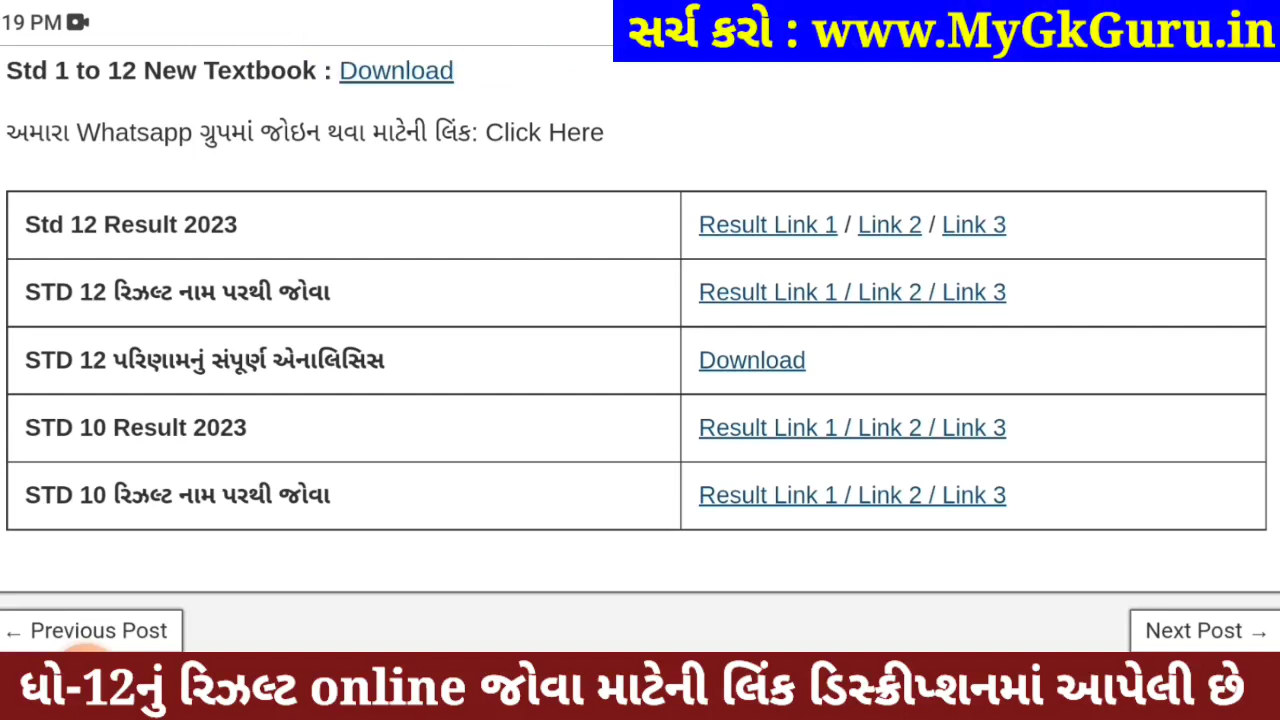 19 PM
સર્ચ કરો : www.MyGkGuru.in
Std 1 to 12 New Textbook : Download
અમારા Whatsapp ગ્રુપમાં જોઇન થવા માટેની લિંક: Click Here
Std 12 Result 2023 Result Link 1 / Link 2 / Link 3
STD 12 રિઝલ્ટ નામ પરથી જોવા Result Link 1 / Link 2 / Link 3
STD 12 પરિણામનું સંપૂર્ણ એનાલિસિસ Download
STD 10 Result 2023 Result Link 1 / Link 2 / Link 3
STD 10 રિઝલ્ટ નામ પરથી જોવા Result Link 1 / Link 2 / Link 3
← Previous Post Next Post →
ધો-12નું રિઝલ્ટ online જોવા માટેની લિંક ડિસ્ક્રીપ્શનમાં આપેલી છે